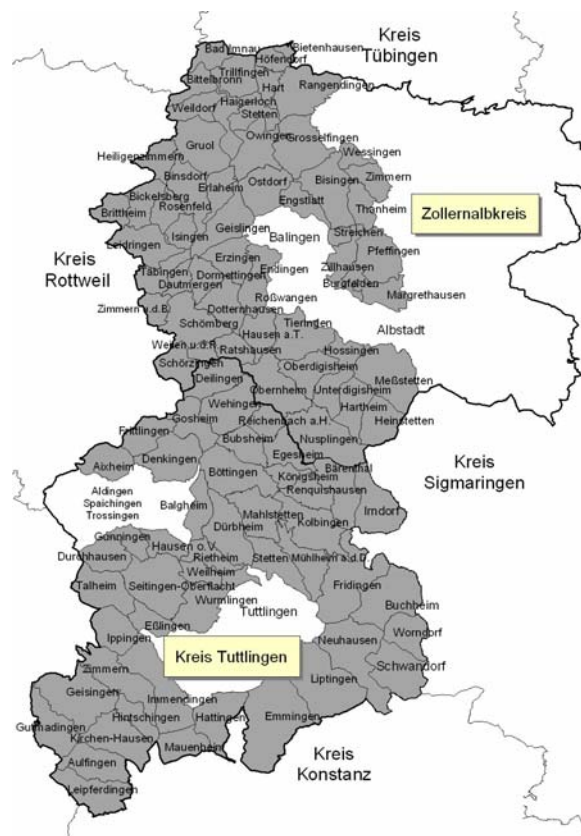 Kreis
Tübingen
Bad Imnau
Bietenhausen
Höfendorf
Trillfingen
Bittelbronn
Hart
Rangendingen
Haigerloch
Weildorf
Stetten
Owingen
Grosselfingen
Gruol
Wessingen
Heiligenzimmern
Binsdorf
Zimmern
Bisingen
Ostdorf
Erlaheim
Bickelsberg
Engstlatt
Zollernalbkreis
Rosenfeld
Thanheim
Brittheim
Geislingen
Streichen
Isingen
Balingen
Kreis
Rottweil
Pfeffingen
Erzingen
Zillhausen
Täbingen
Dormettingen
Endingen
Burgfelden
Dautmergen
Margrethausen
Roßwangen
Zimmern u.d.B.
Dotternhausen
Schömberg
Tieringen
Albstadt
Hausen a.T.
Ratshausen
Hossingen
Schörzingen
Oberdigisheim
Deilingen
Meßstetten
Obernheim
Unterdigisheim
Wehingen
Hartheim
Gosheim
Reichenbach a.H.
Heinstetten
Frittlingen
Bubsheim
Nusplingen
Egesheim
Denkingen
Aixheim
Böttingen
Königsheim
Bärenthal
Kreis
Sigmaringen
Renquishausen
Aldingen
Spaichingen
Trossingen
Balgheim
Mahlstetten
Irndorf
Kolbingen
Dürbheim
Gunningen
Hausen o.V.
Durchhausen
Rietheim
Stetten
Mühlheim a.d.D.
Weilheim
Talheim
Seitingen-Oberflacht
Fridingen
Wurmlingen
Buchheim
Tuttlingen
Eßlingen
Worndorf
Ippingen
Neuhausen
Kreis Tuttlingen
Schwandorf
Zimmern
Liptingen
Geisingen
Immendingen
Hintschingen
Hattingen
Emmingen
Gutmadingen
Kirchen-Hausen
Mauenheim
Kreis
Konstanz
Aulfingen
Leipferdingen